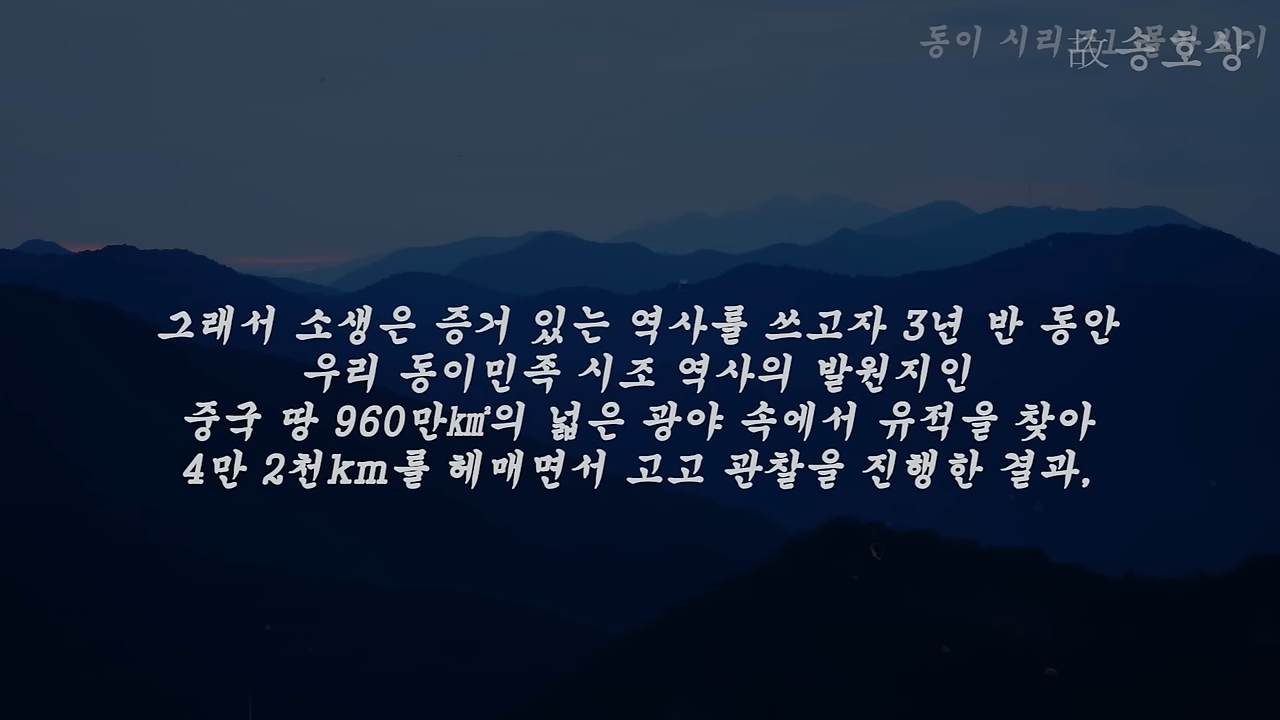 동이 시리
故 송호상
그래서 소생은 증거 있는 역사를 쓰고자 3년 반 동안
우리 동이민족 시조 역사의 발원지인
중국 땅 960만㎢의 넓은 광야 속에서 유적을 찾아
4만 2천km를 헤매면서 고고 관찰을 진행한 결과,